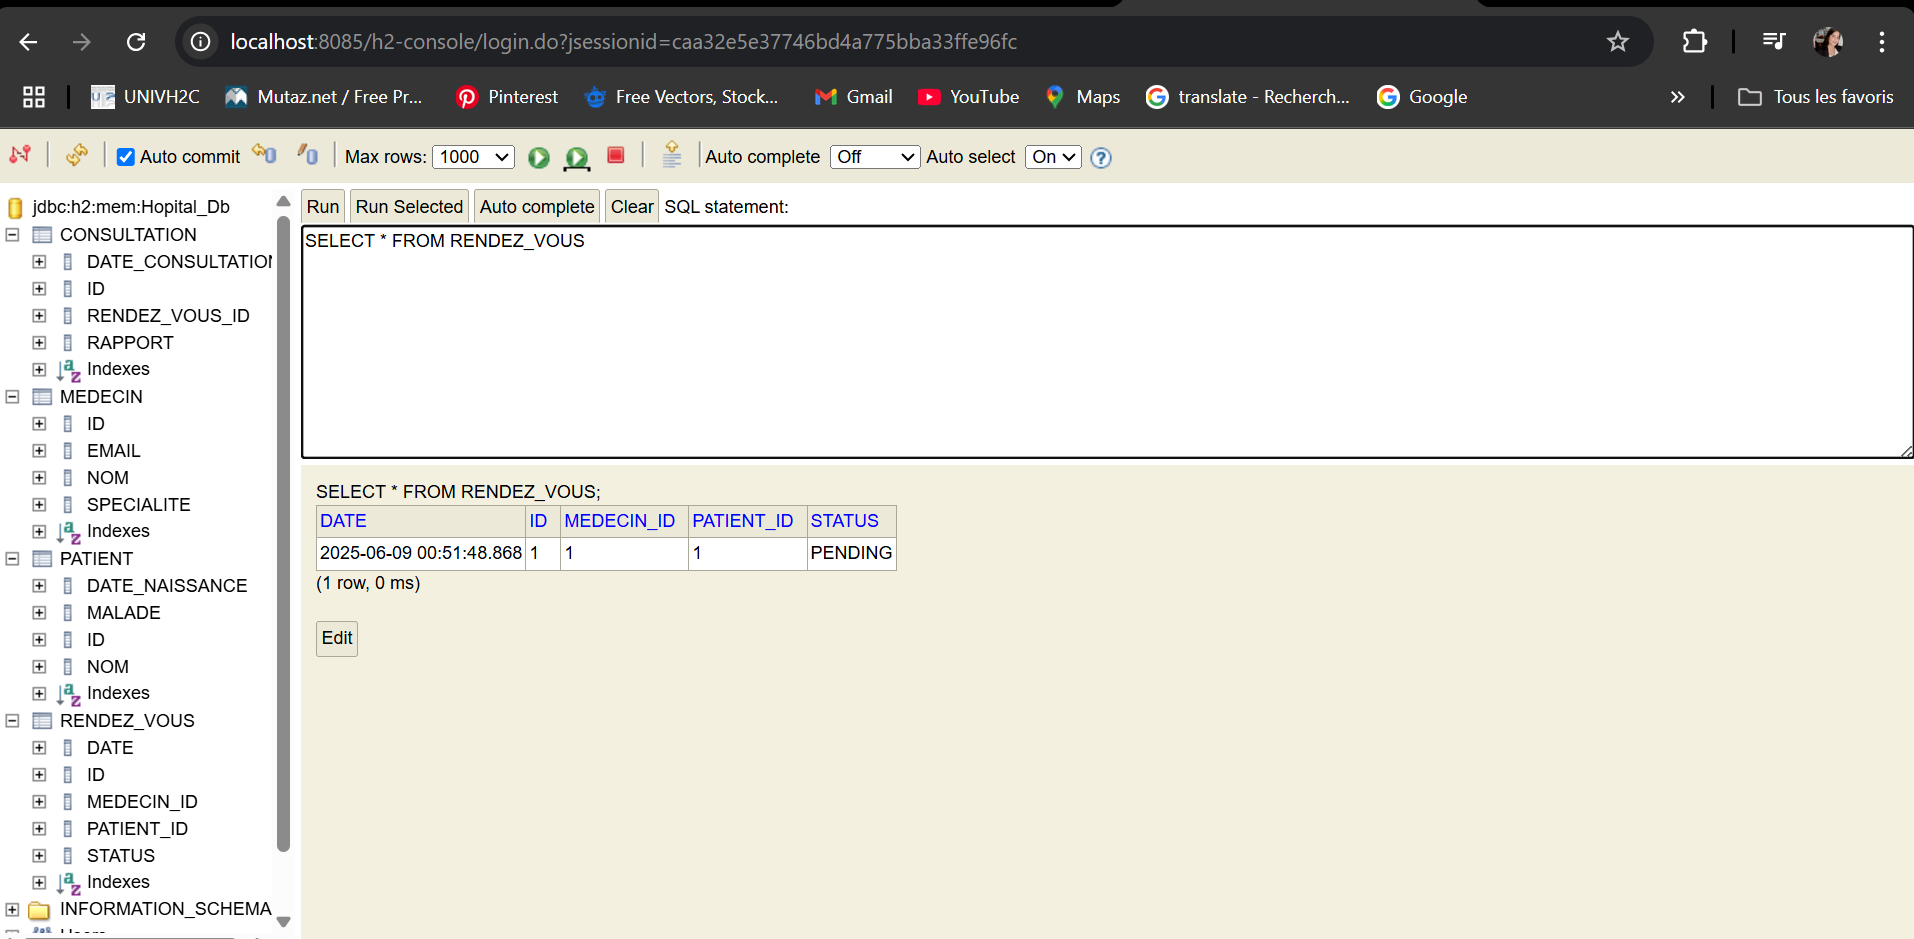 localhost:8085/h2-console/login.do?jsessionid=caa32e5e37746bd4a775bba33ffe96fc
UNIVH2C Mutaz.net / Free Pr... Pinterest Free Vectors, Stock... Gmail YouTube Maps translate - Recherch... Google » Tous les favoris
Auto commit Max rows: 1000 Auto complete Off Auto select On
Run Run Selected Auto complete Clear SQL statement:
SELECT * FROM RENDEZ_VOUS
jdbc:h2:mem:Hopital_Db
CONSULTATION
DATE_CONSULTATION
ID
RENDEZ_VOUS_ID
RAPPORT
Indexes
MEDECIN
ID
EMAIL
NOM
SPECIALITE
Indexes
PATIENT
DATE_NAISSANCE
MALADE
ID
NOM
Indexes
RENDEZ_VOUS
DATE
ID
MEDECIN_ID
PATIENT_ID
STATUS
Indexes
INFORMATION_SCHEMA
Users
SELECT * FROM RENDEZ_VOUS;
DATE ID MEDECIN_ID PATIENT_ID STATUS
2025-06-09 00:51:48.868 1 1 1 PENDING
(1 row, 0 ms)
Edit